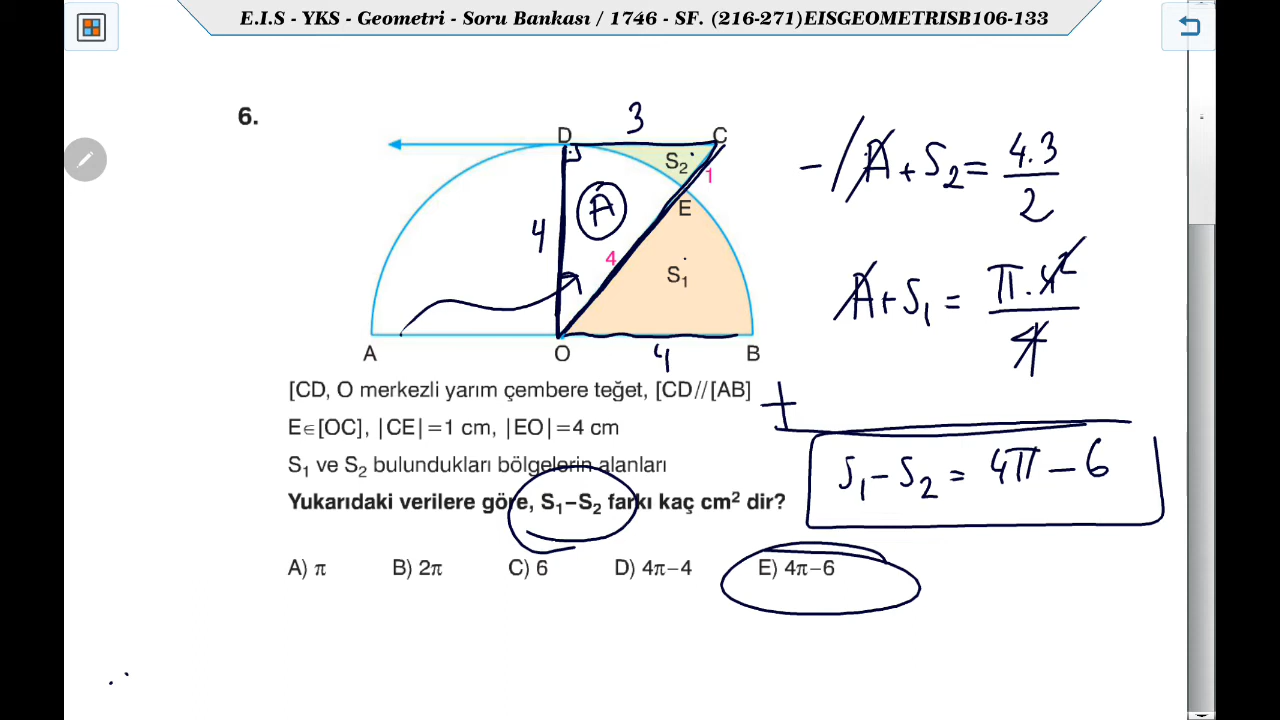 E.I.S - YKS - Geometri - Soru Bankası / 1746 - SF. (216-271)EISGEOMETRISB106-133
6.
3
D C
S₂
1
A
E
4
4
S₁
A O 4 B
-/A+S₂= 4.3/2
A+S₁= π.4²/4
+
S₁-S₂= 4π-6
[CD, O merkezli yarım çembere teğet, [CD//[AB]
E∈[OC], |CE|=1 cm, |EO|=4 cm
S₁ ve S₂ bulundukları bölgelerin alanları
Yukarıdaki verilere göre, S₁–S₂ farkı kaç cm² dir?
A) π B) 2π C) 6 D) 4π–4 E) 4π–6